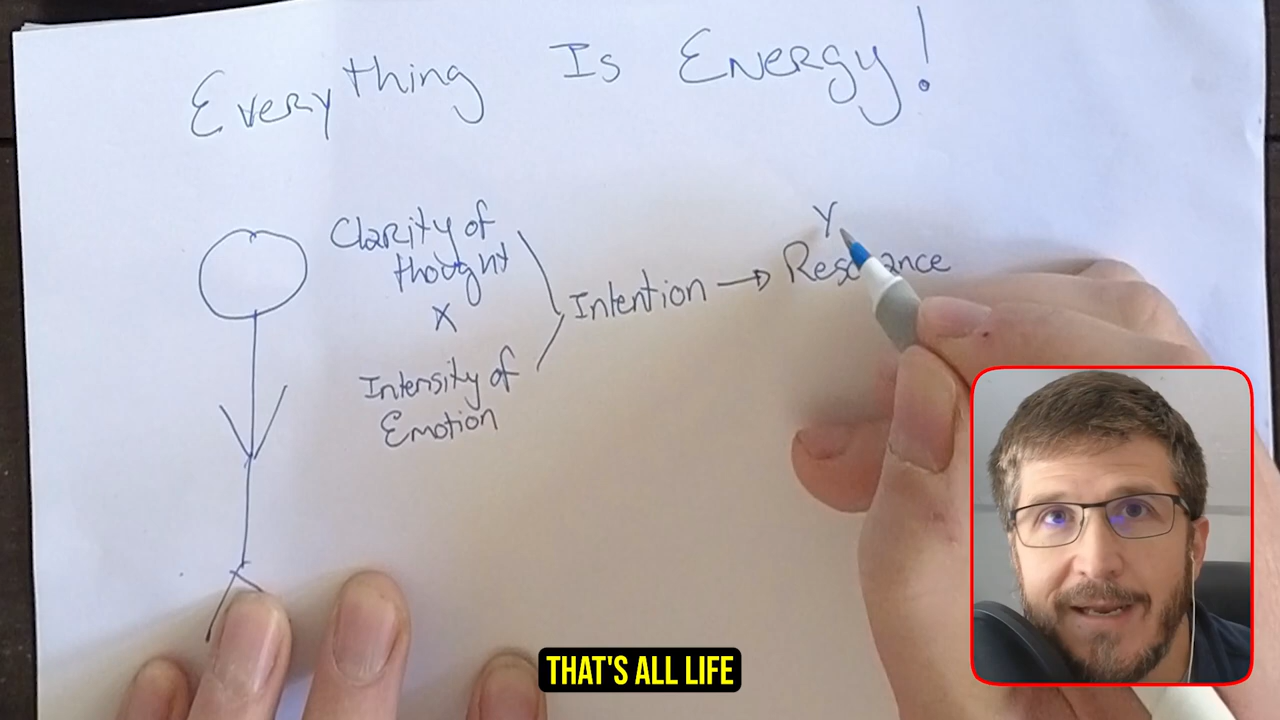 Everything Is Energy!
Clarity of
thought
X
Intensity of
Emotion
Intention → Resonance
Y
THAT'S ALL LIFE